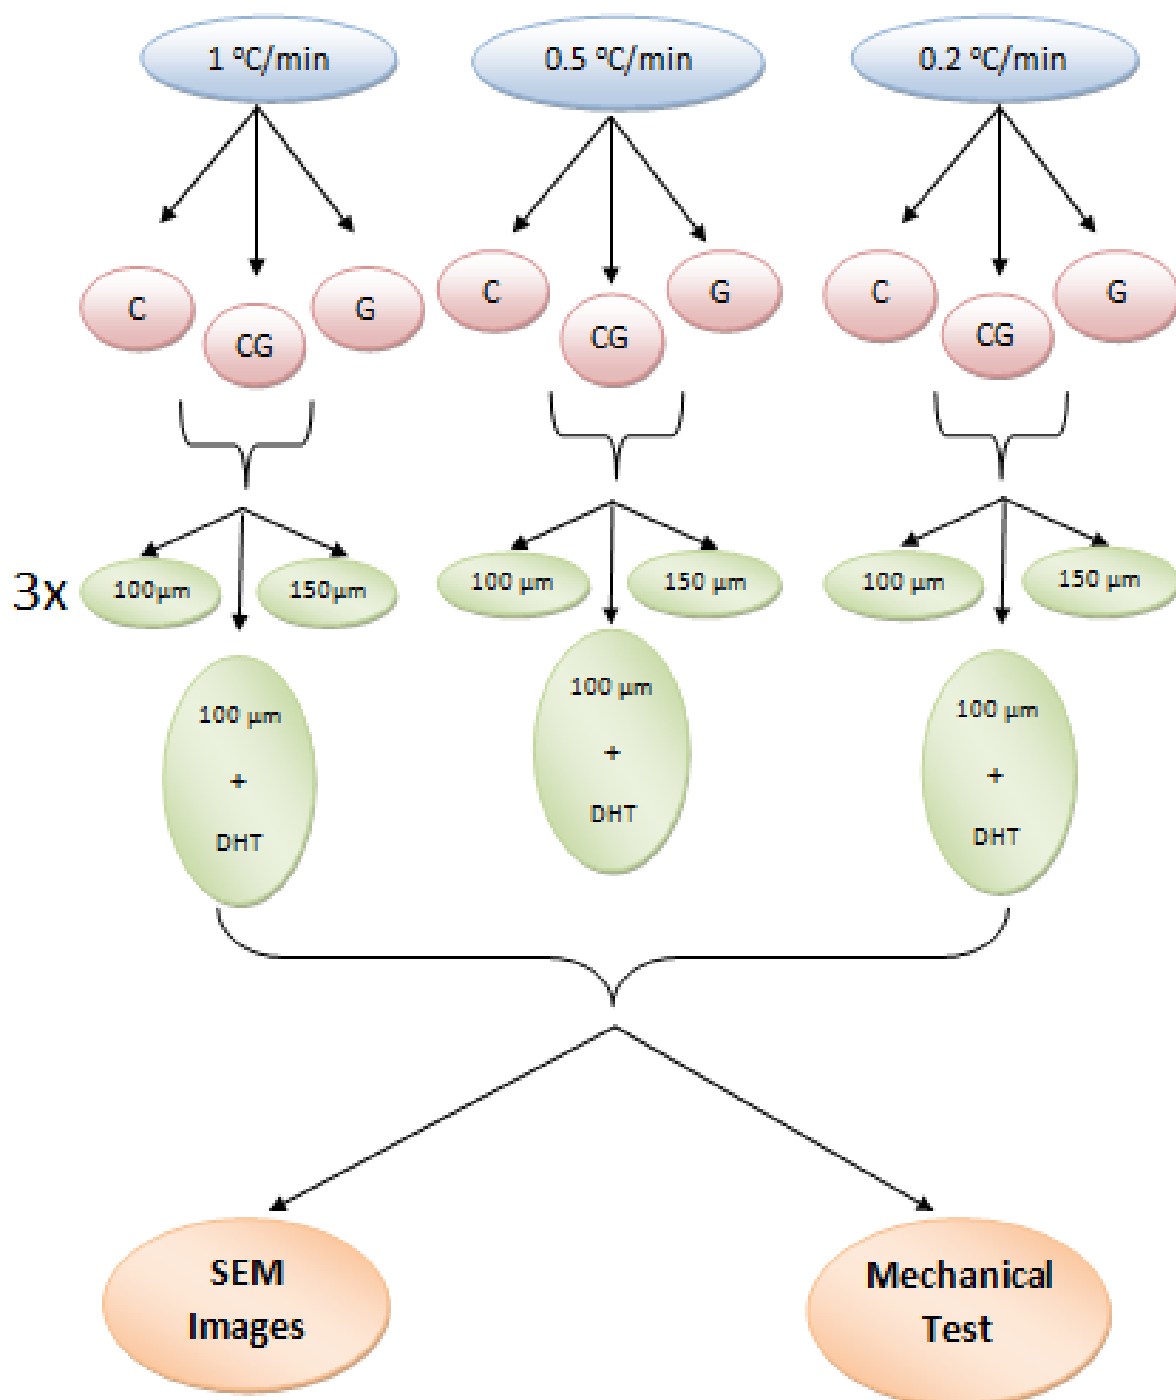 1 ºC/min
0.5 ºC/min
0.2 ºC/min
C
CG
G
C
CG
G
C
CG
G
3x
100μm
150μm
100 μm
150 μm
100 μm
150 μm
100 μm
+
DHT
100 μm
+
DHT
100 μm
+
DHT
SEM
Images
Mechanical
Test